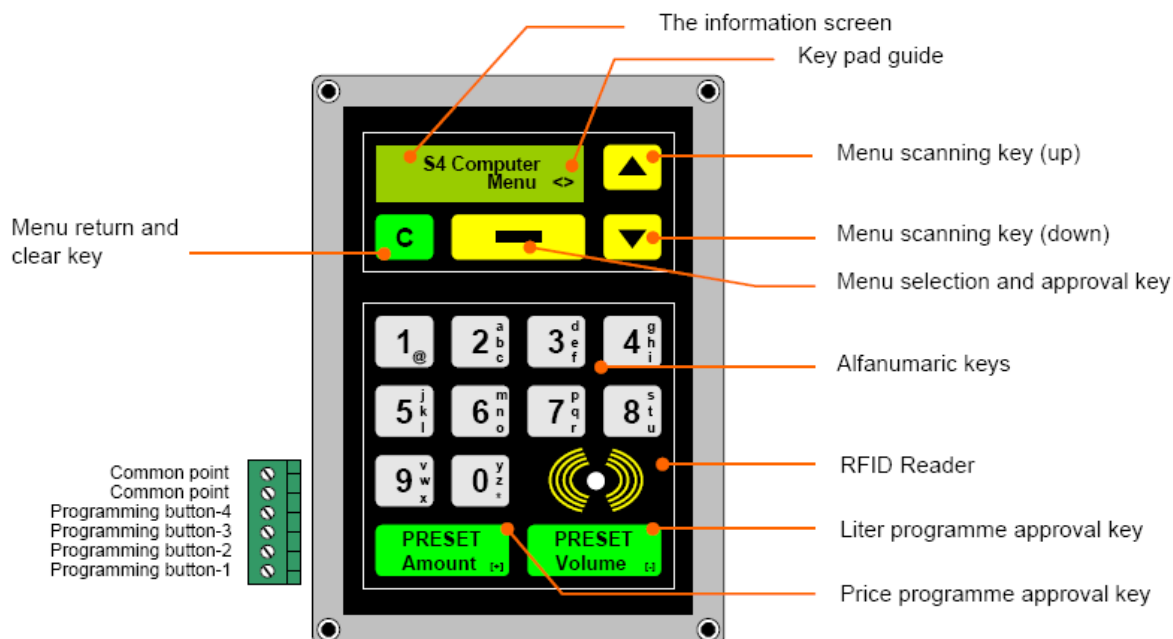 The information screen
Key pad guide
S4 Computer
Menu <>
Menu scanning key (up)
Menu return and
clear key
C
Menu scanning key (down)
Menu selection and approval key
1 @
2 a b c
3 d e f
4 g h i
Alfanumaric keys
5 j k l
6 m n o
7 p q r
8 s t u
9 v w x
0 y z *
RFID Reader
Common point
Common point
Programming button-4
Programming button-3
Programming button-2
Programming button-1
PRESET
Amount [+]
PRESET
Volume [-]
Liter programme approval key
Price programme approval key